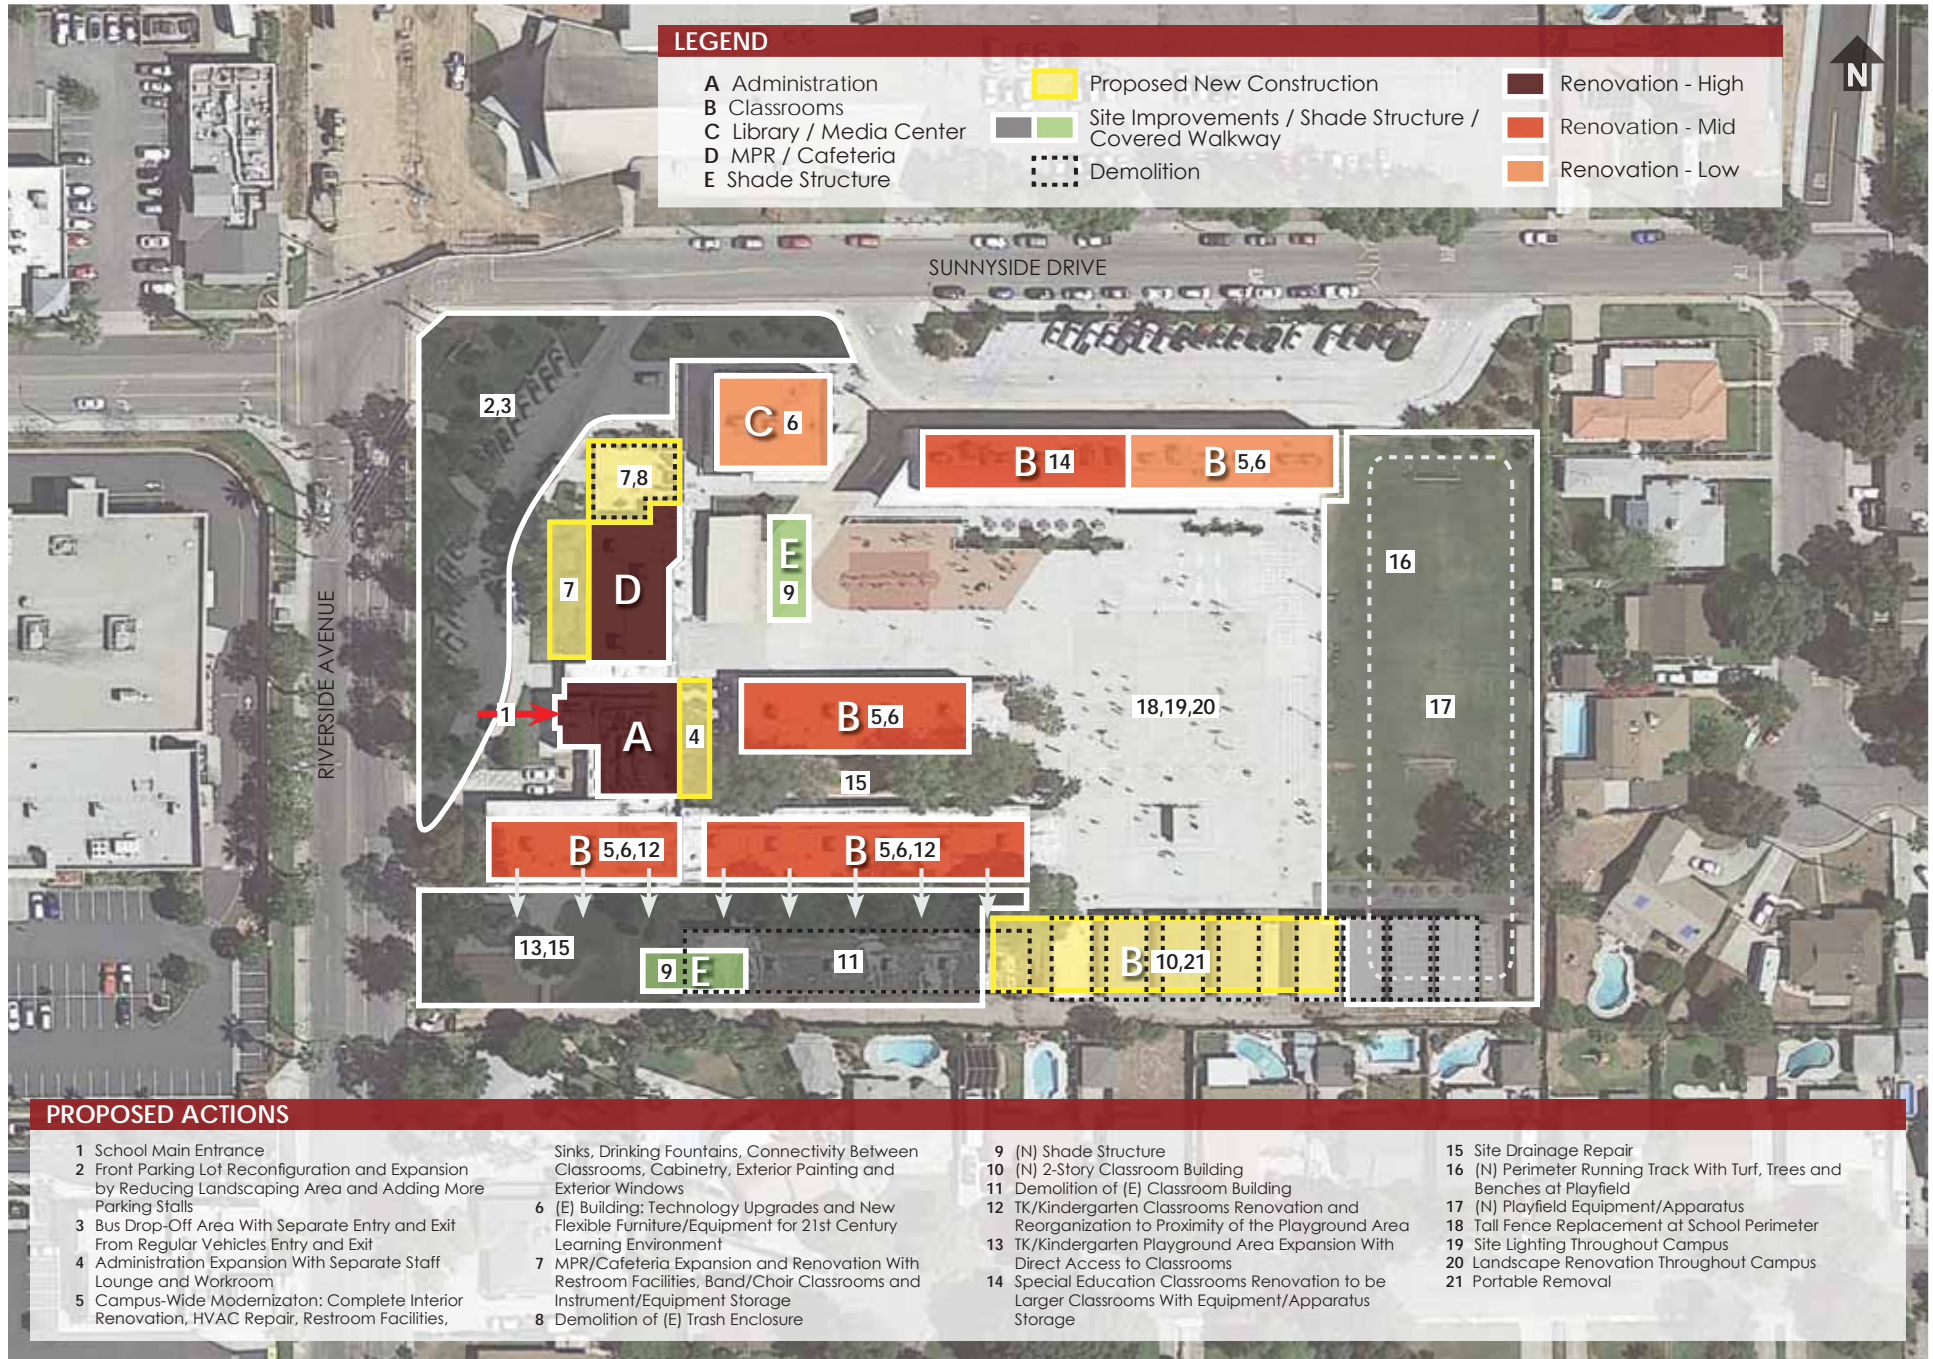 LEGEND
A Administration
B Classrooms
C Library / Media Center
D MPR / Cafeteria
E Shade Structure
Proposed New Construction
Site Improvements / Shade Structure /
Covered Walkway
Demolition
Renovation - High
Renovation - Mid
Renovation - Low
N
SUNNYSIDE DRIVE
RIVERSIDE AVENUE
2,3
C 6
7,8
B 14
B 5,6
E
9
7
D
16
1
A
4
B 5,6
18,19,20
17
15
B 5,6,12
B 5,6,12
13,15
9 E
11
B 10,21
PROPOSED ACTIONS
1 School Main Entrance
2 Front Parking Lot Reconfiguration and Expansion
by Reducing Landscaping Area and Adding More
Parking Stalls
3 Bus Drop-Off Area With Separate Entry and Exit
From Regular Vehicles Entry and Exit
4 Administration Expansion With Separate Staff
Lounge and Workroom
5 Campus-Wide Modernizaton: Complete Interior
Renovation, HVAC Repair, Restroom Facilities,
Sinks, Drinking Fountains, Connectivity Between
Classrooms, Cabinetry, Exterior Painting and
Exterior Windows
6 (E) Building: Technology Upgrades and New
Flexible Furniture/Equipment for 21st Century
Learning Environment
7 MPR/Cafeteria Expansion and Renovation With
Restroom Facilities, Band/Choir Classrooms and
Instrument/Equipment Storage
8 Demolition of (E) Trash Enclosure
9 (N) Shade Structure
10 (N) 2-Story Classroom Building
11 Demolition of (E) Classroom Building
12 TK/Kindergarten Classrooms Renovation and
Reorganization to Proximity of the Playground Area
13 TK/Kindergarten Playground Area Expansion With
Direct Access to Classrooms
14 Special Education Classrooms Renovation to be
Larger Classrooms With Equipment/Apparatus
Storage
15 Site Drainage Repair
16 (N) Perimeter Running Track With Turf, Trees and
Benches at Playfield
17 (N) Playfield Equipment/Apparatus
18 Tall Fence Replacement at School Perimeter
19 Site Lighting Throughout Campus
20 Landscape Renovation Throughout Campus
21 Portable Removal